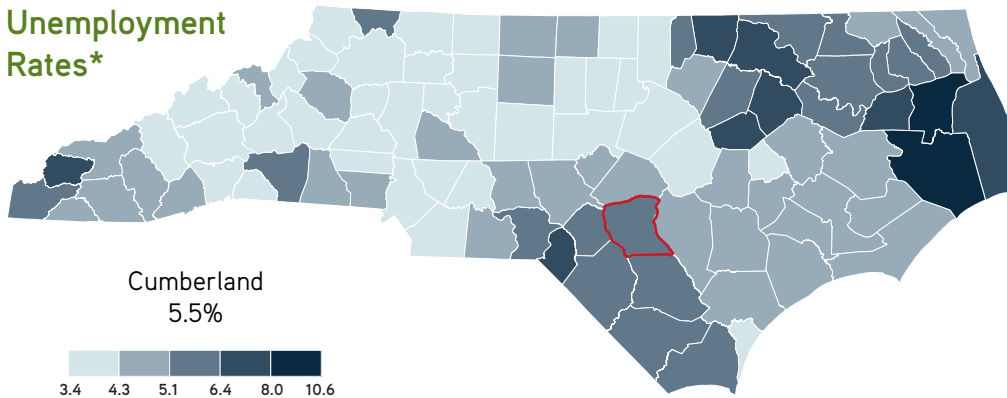 Unemployment
Rates*
Cumberland
5.5%
3.4 4.3 5.1 6.4 8.0 10.6